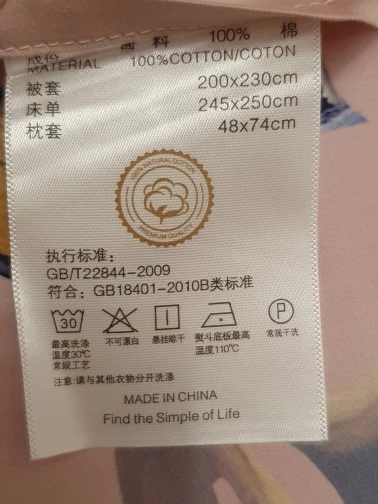 成份 面料 100% 棉
MATERIAL 100%COTTON/COTON
被套 200x230cm
床单 245x250cm
枕套 48x74cm
100% NATURAL COTTON
PREMIUM QUALITY
执行标准：
GB/T22844-2009
符合：GB18401-2010B类标准
30 P
最高洗涤温度30℃常规工艺 不可漂白 悬挂晾干 熨斗底板最高温度110℃ 常规干洗
注意:请与其他衣物分开洗涤
MADE IN CHINA
Find the Simple of Life